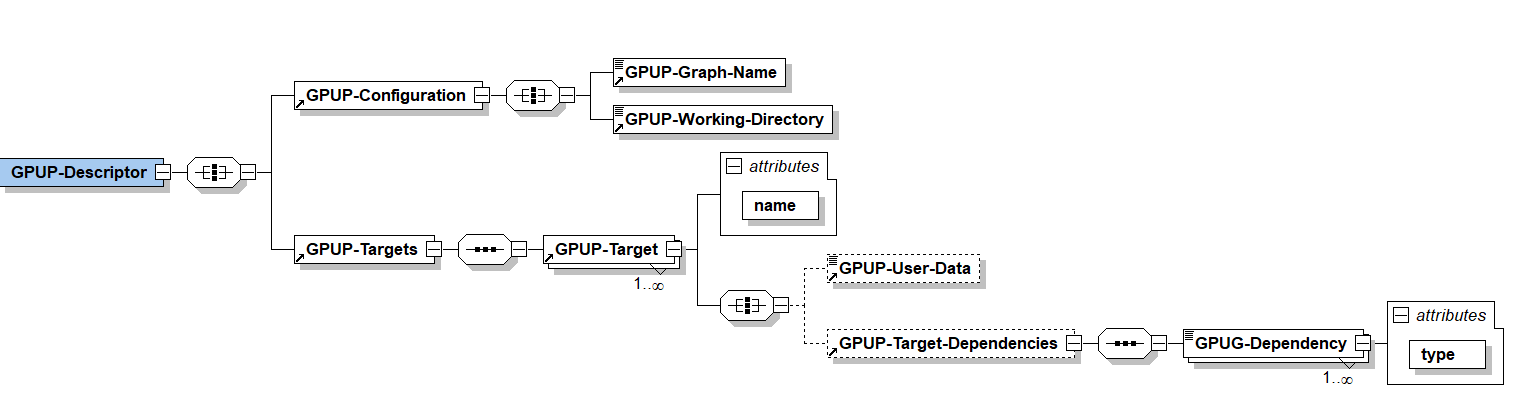 GPUP-Descriptor
GPUP-Configuration
GPUP-Graph-Name
GPUP-Working-Directory
GPUP-Targets
GPUP-Target
1..∞
attributes
name
GPUP-User-Data
GPUP-Target-Dependencies
GPUG-Dependency
1..∞
attributes
type